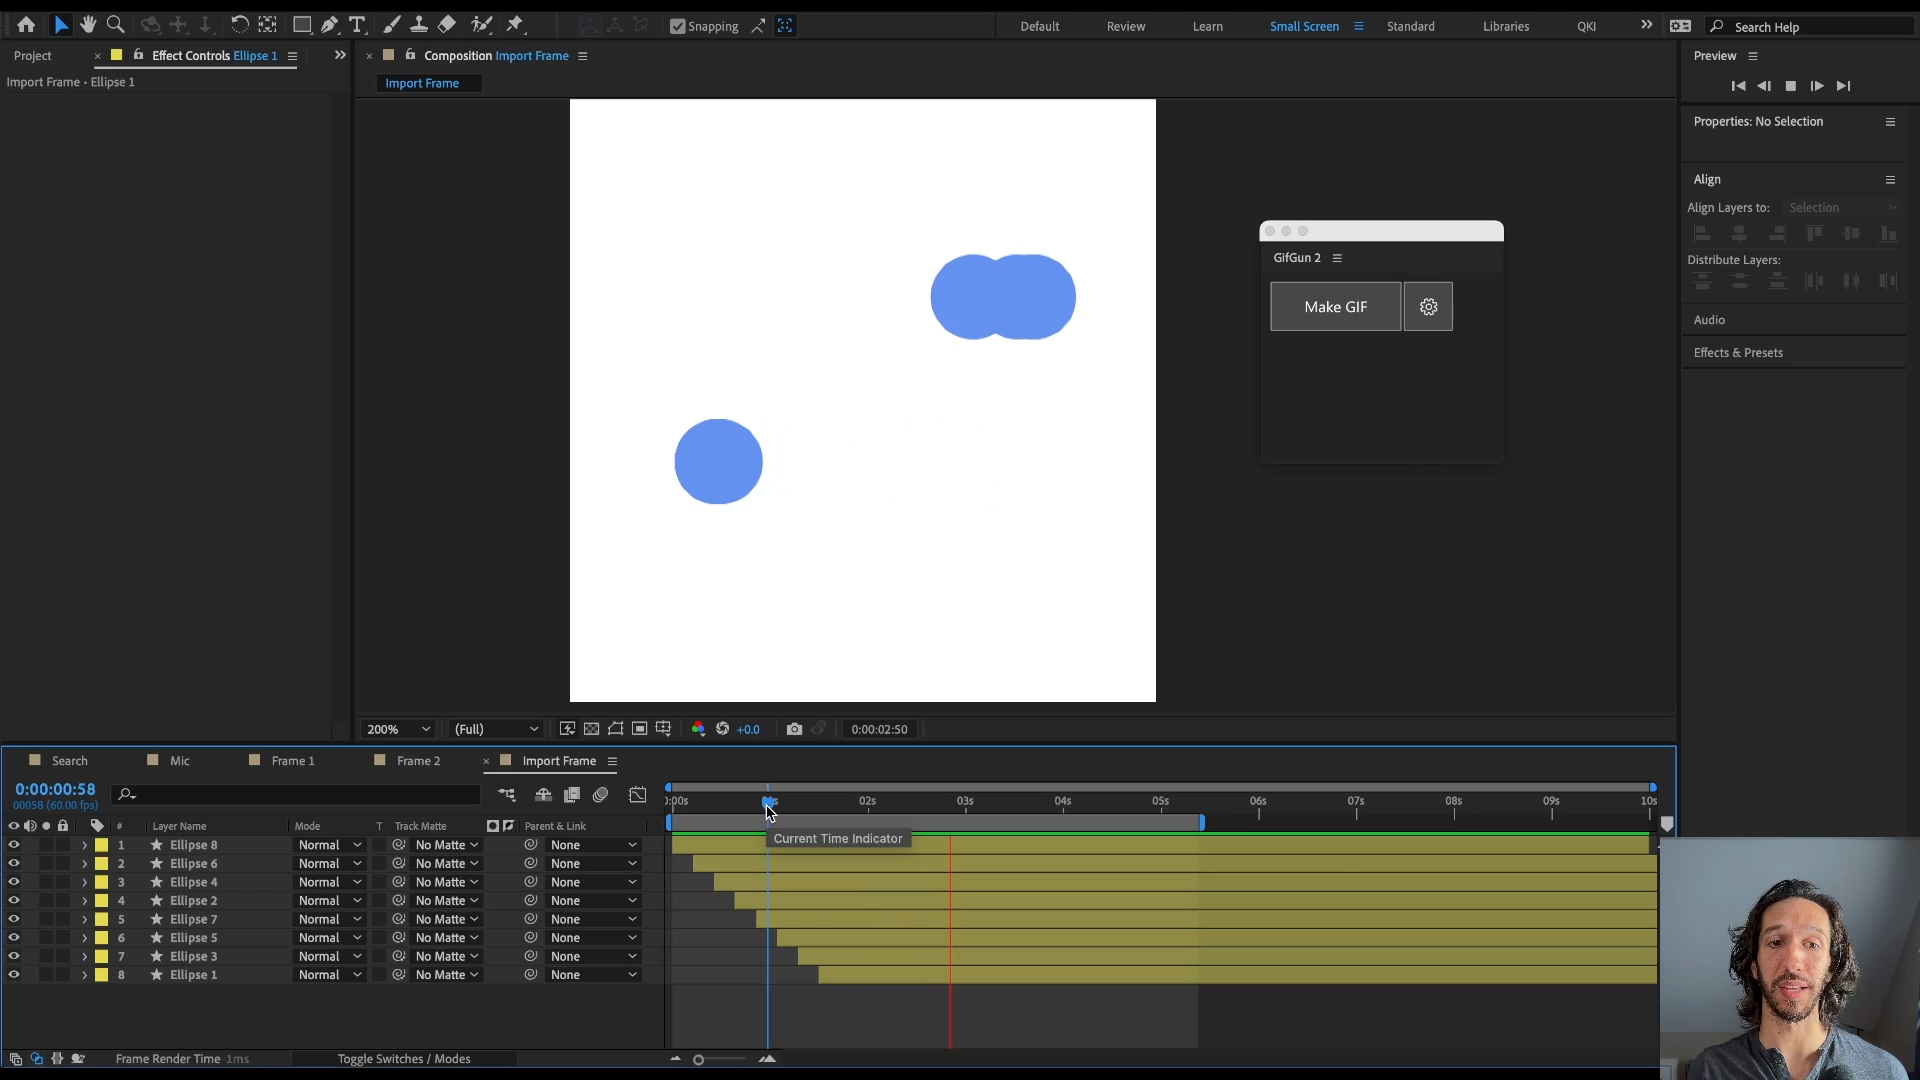 Snapping
Default
Review
Learn
Small Screen
Standard
Libraries
QKI
Search Help
Project
Effect Controls Ellipse 1
Composition Import Frame
Preview
Import Frame • Ellipse 1
Import Frame
Properties: No Selection
Align
Align Layers to: Selection
Distribute Layers:
Audio
Effects & Presets
GifGun 2
Make GIF
200%
(Full)
+0.0
0:00:02:50
Search
Mic
Frame 1
Frame 2
Import Frame
0:00:00:58
00058 (60.00 fps)
):00s
02s
03s
04s
05s
06s
07s
08s
09s
10s
# Layer Name Mode T Track Matte Parent & Link
Current Time Indicator
1 Ellipse 8 Normal No Matte None
2 Ellipse 6 Normal No Matte None
3 Ellipse 4 Normal No Matte None
4 Ellipse 2 Normal No Matte None
5 Ellipse 7 Normal No Matte None
6 Ellipse 5 Normal No Matte None
7 Ellipse 3 Normal No Matte None
8 Ellipse 1 Normal No Matte None
Frame Render Time 1ms
Toggle Switches / Modes